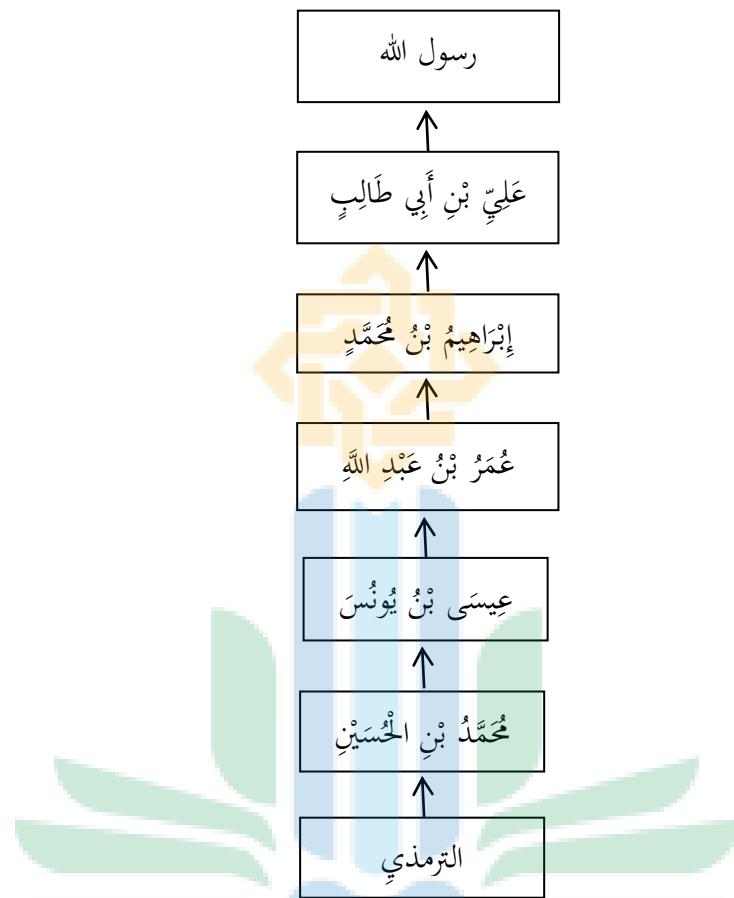 رسول الله
عَلِيِّ بْنِ أَبِي طَالِبٍ
إِبْرَاهِيمُ بْنُ مُحَمَّدٍ
عُمَرُ بْنُ عَبْدِ اللَّهِ
عِيسَى بْنُ يُونُسَ
مُحَمَّدُ بْنِ الْحُسَيْنِ
الترمذيِ